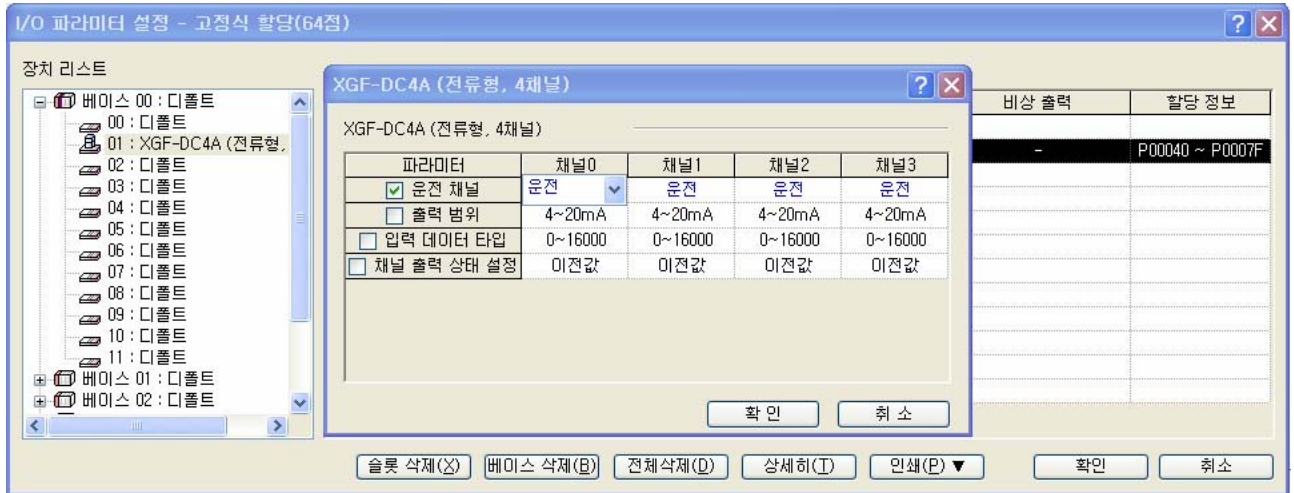 I/O 파라미터 설정 - 고정식 할당(64점)
장치 리스트
베이스 00 : 디폴트
00 : 디폴트
01 : XGF-DC4A (전류형,
02 : 디폴트
03 : 디폴트
04 : 디폴트
05 : 디폴트
06 : 디폴트
07 : 디폴트
08 : 디폴트
09 : 디폴트
10 : 디폴트
11 : 디폴트
베이스 01 : 디폴트
베이스 02 : 디폴트
XGF-DC4A (전류형, 4채널)
XGF-DC4A (전류형, 4채널)
파라미터 채널0 채널1 채널2 채널3
운전 채널 운전 운전 운전 운전
출력 범위 4~20mA 4~20mA 4~20mA 4~20mA
입력 데이터 타입 0~16000 0~16000 0~16000 0~16000
채널 출력 상태 설정 이전값 이전값 이전값 이전값
확인 취소
비상 출력 할당 정보
- P00040 ~ P0007F
슬롯 삭제(X) 베이스 삭제(B) 전체삭제(D) 상세히(T) 인쇄(P) ▼ 확인 취소